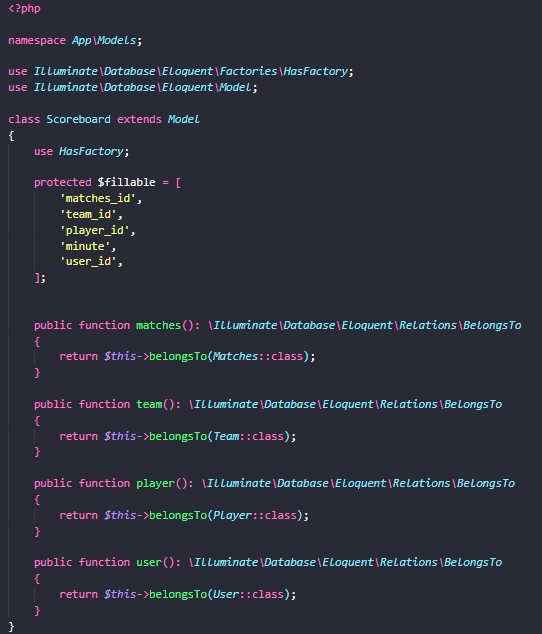 <?php
namespace App\Models;
use Illuminate\Database\Eloquent\Factories\HasFactory;
use Illuminate\Database\Eloquent\Model;
class Scoreboard extends Model
{
use HasFactory;
protected $fillable = [
'matches_id',
'team_id',
'player_id',
'minute',
'user_id',
];
public function matches(): \Illuminate\Database\Eloquent\Relations\BelongsTo
{
return $this->belongsTo(Matches::class);
}
public function team(): \Illuminate\Database\Eloquent\Relations\BelongsTo
{
return $this->belongsTo(Team::class);
}
public function player(): \Illuminate\Database\Eloquent\Relations\BelongsTo
{
return $this->belongsTo(Player::class);
}
public function user(): \Illuminate\Database\Eloquent\Relations\BelongsTo
{
return $this->belongsTo(User::class);
}
}